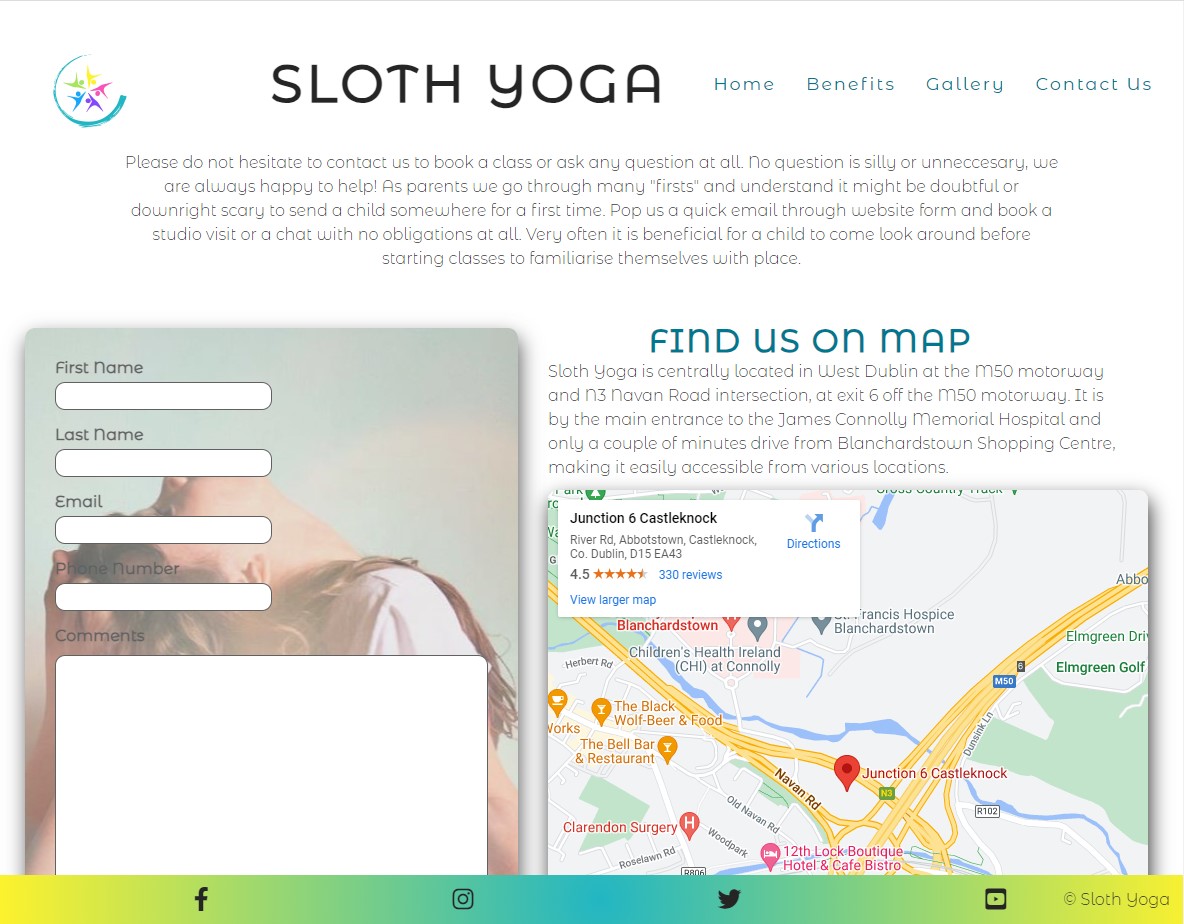 SLOTH YOGA
Home
Benefits
Gallery
Contact Us
Please do not hesitate to contact us to book a class or ask any question at all. No question is silly or unneccesary, we
are always happy to help! As parents we go through many "firsts" and understand it might be doubtful or
downright scary to send a child somewhere for a first time. Pop us a quick email through website form and book a
studio visit or a chat with no obligations at all. Very often it is beneficial for a child to come look around before
starting classes to familiarise themselves with place.
First Name
Last Name
Email
Phone Number
Comments
FIND US ON MAP
Sloth Yoga is centrally located in West Dublin at the M50 motorway
and N3 Navan Road intersection, at exit 6 off the M50 motorway. It is
by the main entrance to the James Connolly Memorial Hospital and
only a couple of minutes drive from Blanchardstown Shopping Centre,
making it easily accessible from various locations.
Park
Cross Country Track
Junction 6 Castleknock
River Rd, Abbotstown, Castleknock,
Co. Dublin, D15 EA43
4.5
330 reviews
View larger map
Directions
Abbo
Blanchardstown
St. Francis Hospice
Blanchardstown
Children's Health Ireland
(CHI) at Connolly
Elmgreen Dri
Elmgreen Golf
6
M50
Herbert Rd
The Black
Wolf-Beer & Food
Works
The Bell Bar
& Restaurant
Dunsink Ln
Navan Rd
Junction 6 Castleknock
N3
R102
Old Navan Rd
Clarendon Surgery
Woodpark
Roselawn Rd
12th Lock Boutique
Hotel & Cafe Bistro
R806
© Sloth Yoga